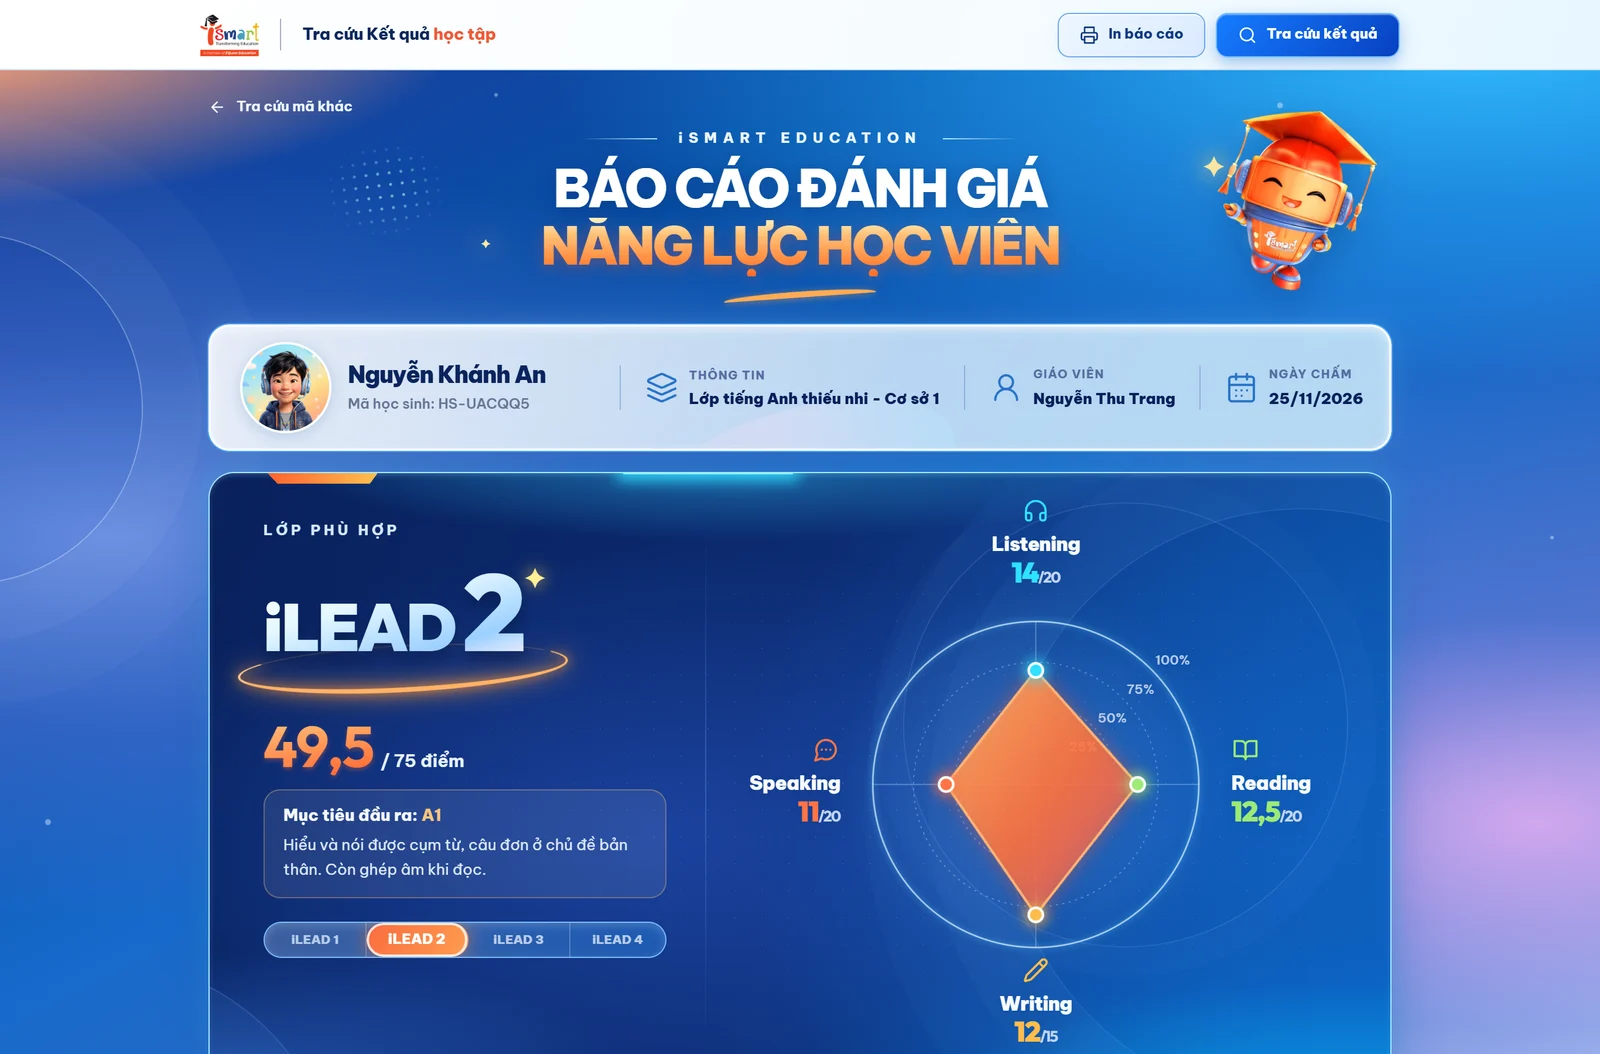 ismart
Transforming Education
Tra cứu Kết quả học tập
In báo cáo
Tra cứu kết quả
Tra cứu mã khác
iSMART EDUCATION
BÁO CÁO ĐÁNH GIÁ
NĂNG LỰC HỌC VIÊN
ismart
Nguyễn Khánh An
Mã học sinh: HS-UACQQ5
THÔNG TIN
Lớp tiếng Anh thiếu nhi - Cơ sở 1
GIÁO VIÊN
Nguyễn Thu Trang
NGÀY CHẤM
25/11/2026
LỚP PHÙ HỢP
iLEAD 2
49,5 / 75 điểm
Mục tiêu đầu ra: A1
Hiểu và nói được cụm từ, câu đơn ở chủ đề bản
thân. Còn ghép âm khi đọc.
iLEAD 1
iLEAD 2
iLEAD 3
iLEAD 4
Listening
14/20
100%
75%
50%
25%
Speaking
11/20
Reading
12,5/20
Writing
12/15